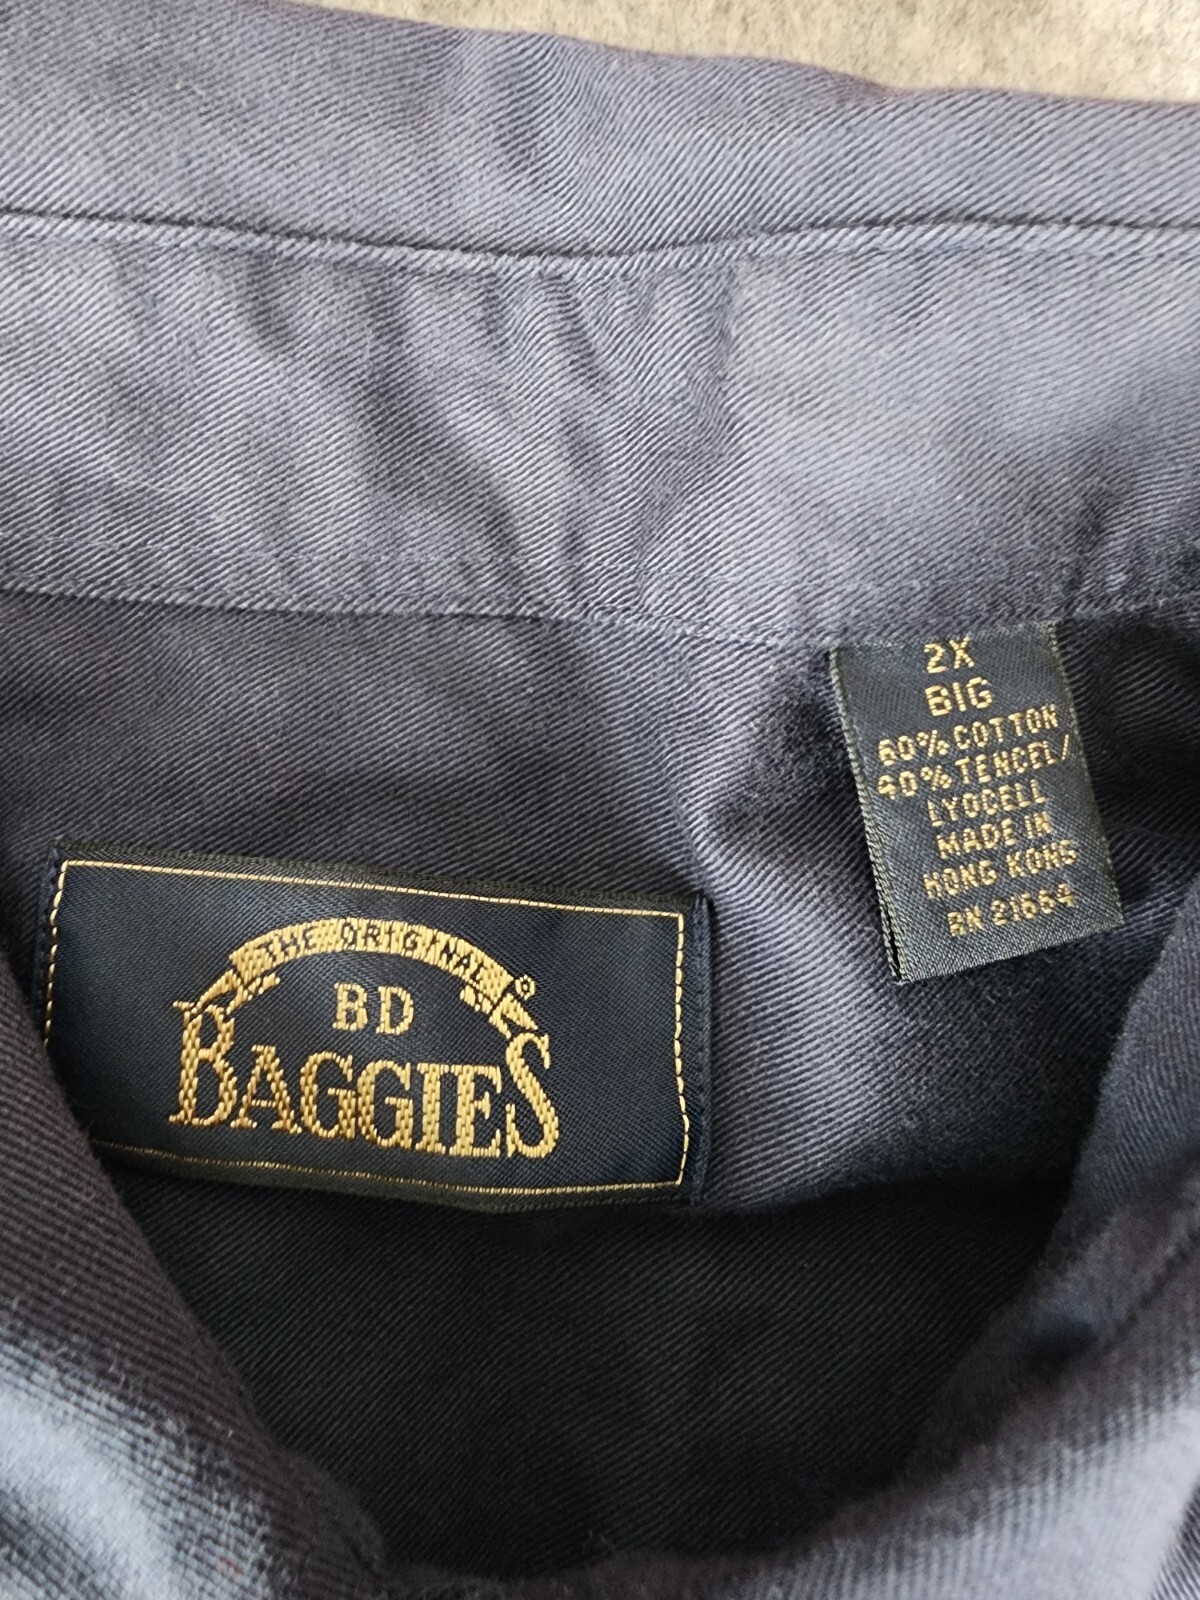 2X
BIG
60% COTTON
40% TENCEL/
LYOCELL
MADE IN
HONG KONG
RN 21664
THE ORIGINAL
BD
BAGGIES